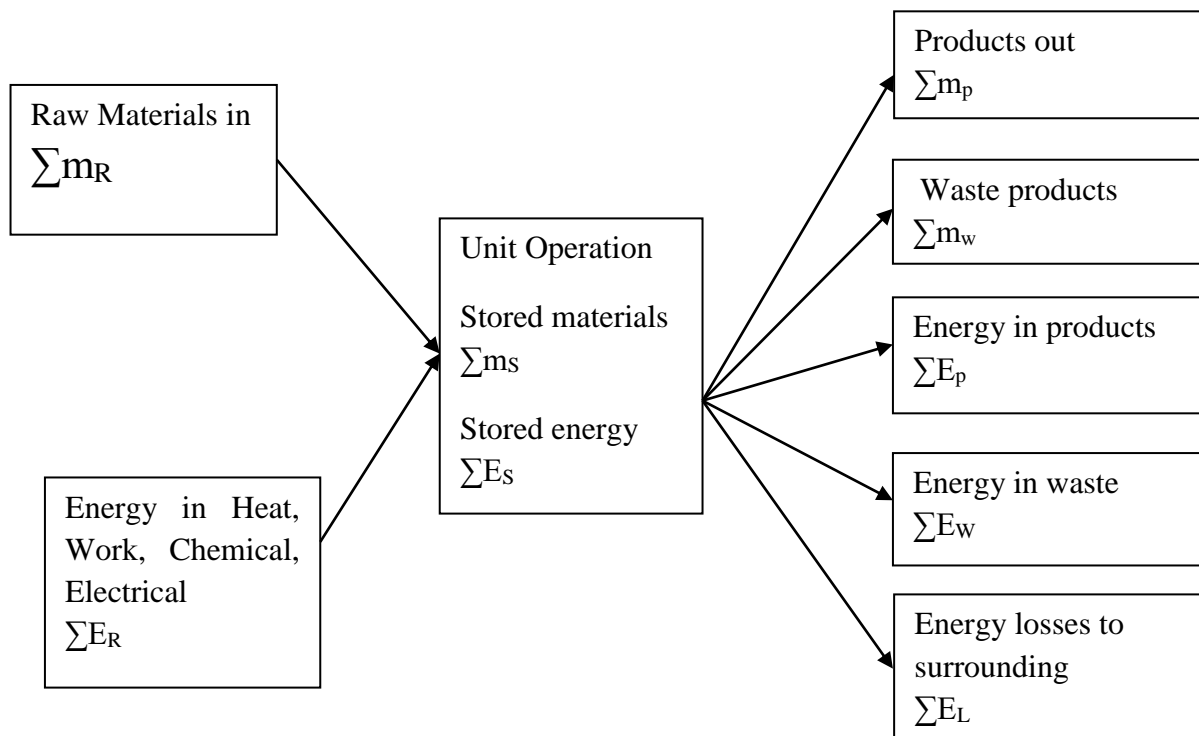 Raw Materials in
∑mR
Energy in Heat,
Work, Chemical,
Electrical
∑ER
Unit Operation
Stored materials
∑mS
Stored energy
∑ES
Products out
∑mp
Waste products
∑mw
Energy in products
∑Ep
Energy in waste
∑EW
Energy losses to
surrounding
∑EL